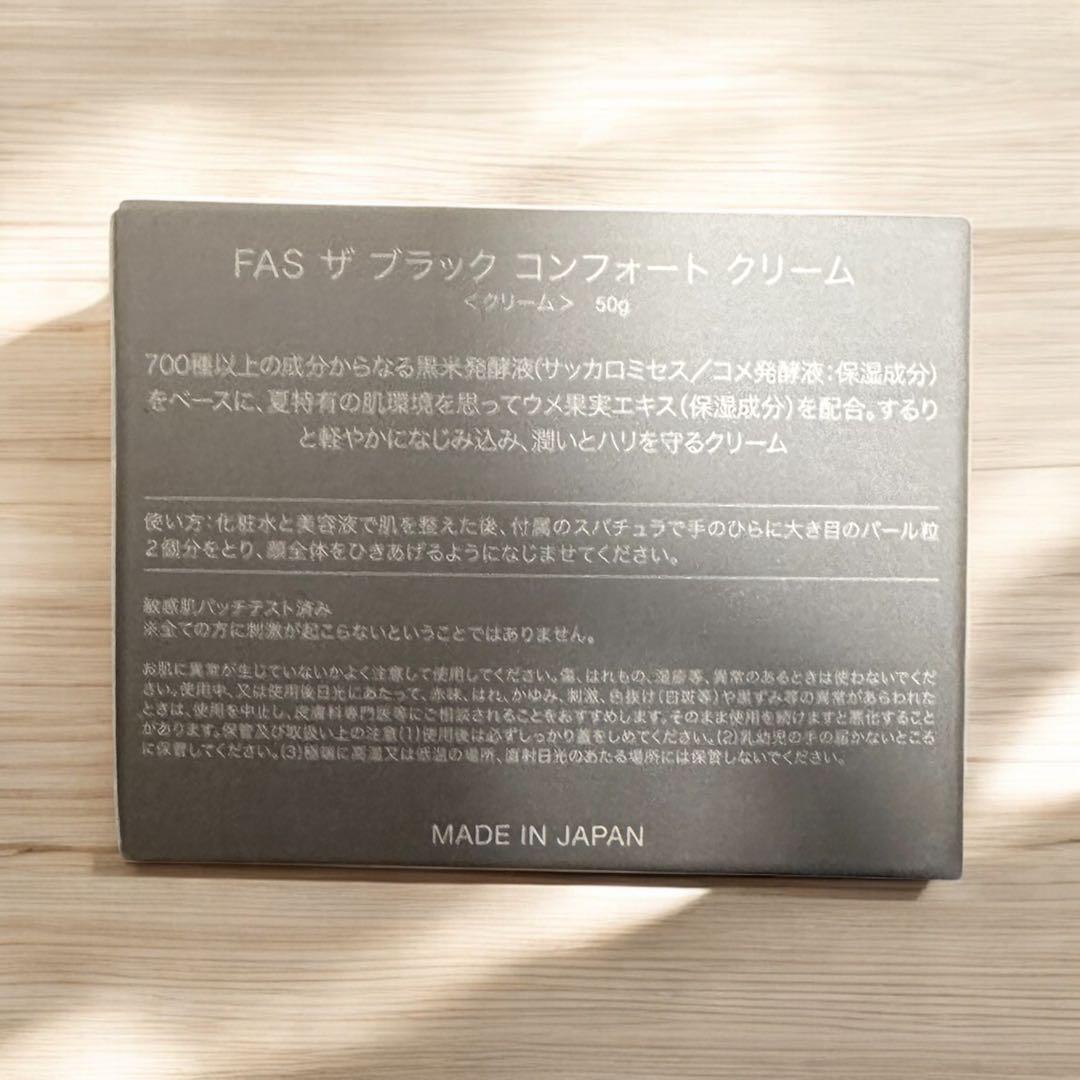 FAS ザ ブラック コンフォート クリーム
＜クリーム＞ 50g
700種以上の成分からなる黒米発酵液(サッカロミセス／コメ発酵液：保湿成分)
をベースに、夏特有の肌環境を思ってウメ果実エキス(保湿成分)を配合。するり
と軽やかになじみ込み、潤いとハリを守るクリーム
使い方：化粧水と美容液で肌を整えた後、付属のスパチュラで手のひらに大き目のパール粒
2個分をとり、顔全体をひきあげるようになじませてください。
敏感肌パッチテスト済み
※全ての方に刺激が起こらないということではありません。
お肌に異常が生じていないかよく注意して使用してください。傷、はれもの、湿疹等、異常のあるときは使わないでくだ
さい。使用中、又は使用後日光にあたって、赤味、はれ、かゆみ、刺激、色抜け(白斑等)や黒ずみ等の異常があらわれた
ときは、使用を中止し、皮膚科専門医等にご相談されることをおすすめします。そのまま使用を続けますと悪化すること
があります。保管及び取扱い上の注意(1)使用後は必ずしっかり蓋をしめてください。(2)乳幼児の手の届かないところ
に保管してください。(3)極端に高温又は低温の場所、直射日光のあたる場所には保管しないでください。
MADE IN JAPAN